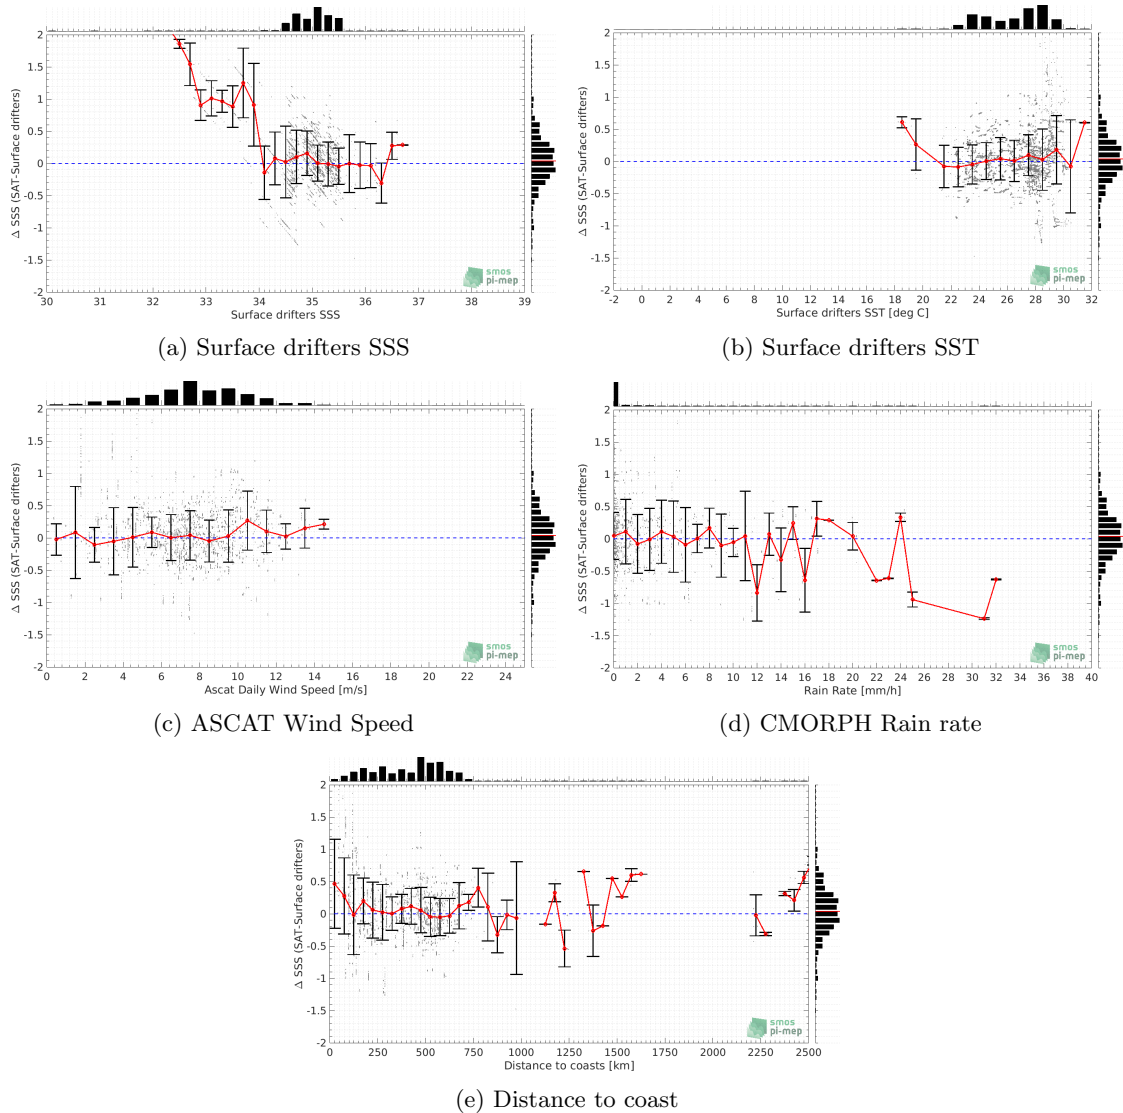 2
1.5
1
0.5
0
-0.5
-1
-1.5
-2
Δ SSS (SAT-Surface drifters)
30 31 32 33 34 35 36 37 38 39
Surface drifters SSS
smos
pi-mep
(a) Surface drifters SSS
2
1.5
1
0.5
0
-0.5
-1
-1.5
-2
Δ SSS (SAT-Surface drifters)
-2 0 2 4 6 8 10 12 14 16 18 20 22 24 26 28 30 32
Surface drifters SST [deg C]
smos
pi-mep
(b) Surface drifters SST
2
1.5
1
0.5
0
-0.5
-1
-1.5
-2
Δ SSS (SAT-Surface drifters)
0 2 4 6 8 10 12 14 16 18 20 22 24
Ascat Daily Wind Speed [m/s]
smos
pi-mep
(c) ASCAT Wind Speed
2
1.5
1
0.5
0
-0.5
-1
-1.5
-2
Δ SSS (SAT-Surface drifters)
0 2 4 6 8 10 12 14 16 18 20 22 24 26 28 30 32 34 36 38 40
Rain Rate [mm/h]
smos
pi-mep
(d) CMORPH Rain rate
2
1.5
1
0.5
0
-0.5
-1
-1.5
-2
Δ SSS (SAT-Surface drifters)
0 250 500 750 1000 1250 1500 1750 2000 2250 2500
Distance to coasts [km]
smos
pi-mep
(e) Distance to coast